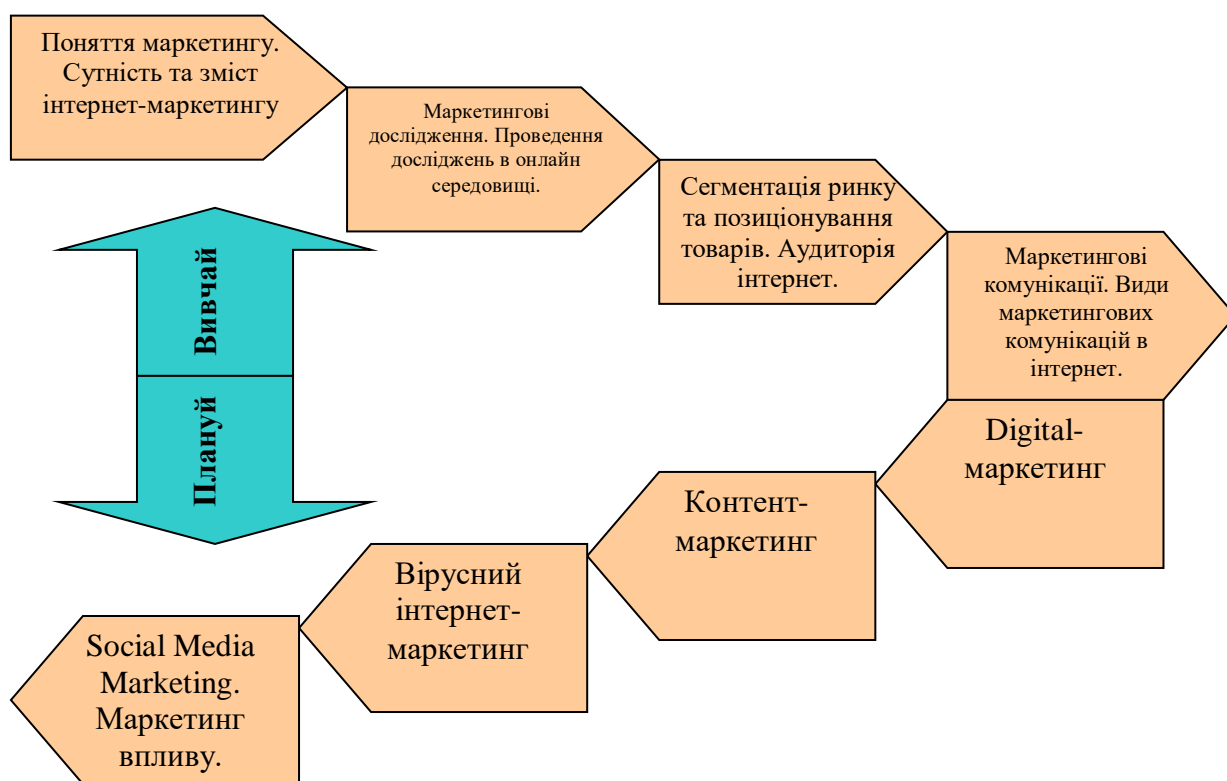 Поняття маркетингу.
Сутність та зміст
інтернет-маркетингу
Маркетингові
дослідження. Проведення
досліджень в онлайн
середовищі.
Сегментація ринку
та позиціонування
товарів. Аудиторія
інтернет.
Маркетингові
комунікації. Види
маркетингових
комунікацій в
інтернет.
Вивчай
Плануй
Digital-
маркетинг
Контент-
маркетинг
Вірусний
інтернет-
маркетинг
Social Media
Marketing.
Маркетинг
впливу.